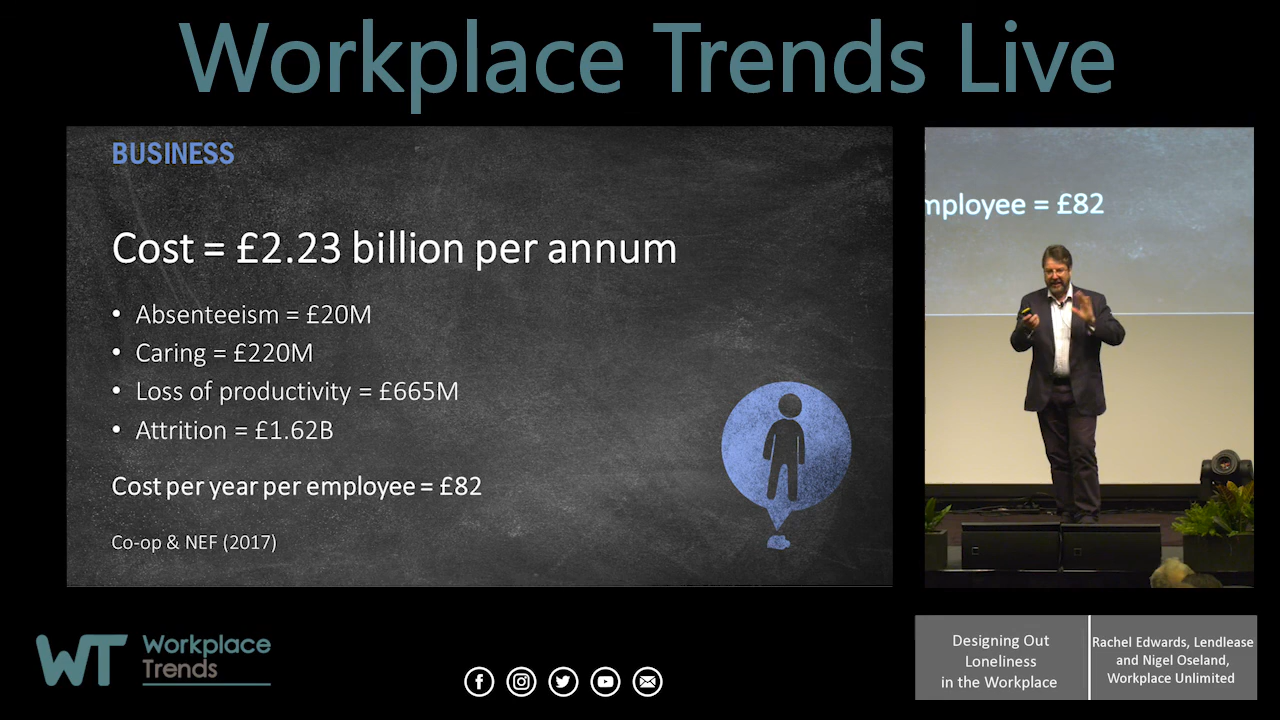 Workplace Trends Live
BUSINESS
Cost = £2.23 billion per annum
• Absenteeism = £20M
• Caring = £220M
• Loss of productivity = £665M
• Attrition = £1.62B
Cost per year per employee = £82
Co-op & NEF (2017)
mployee = £82
WT Workplace
Trends
Designing Out
Loneliness
in the Workplace
Rachel Edwards, Lendlease
and Nigel Oseland,
Workplace Unlimited